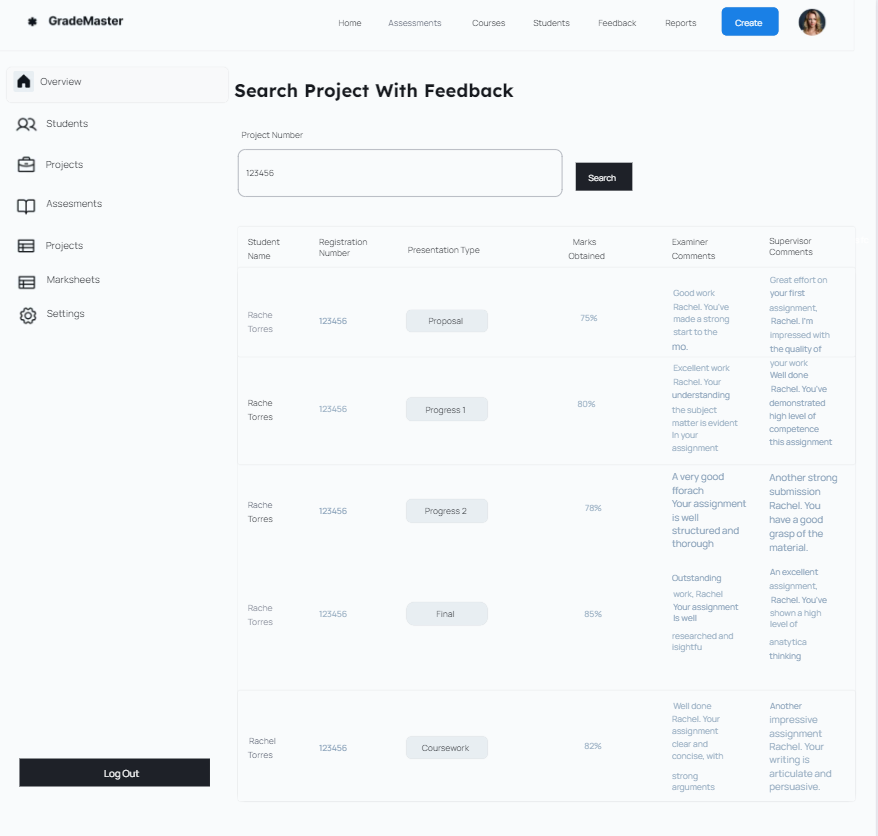 GradeMaster
Home Assessments Courses Students Feedback Reports Create
Overview
Students
Projects
Assesments
Projects
Marksheets
Settings
Log Out
Search Project With Feedback
Project Number
123456
Search
Student
Name
Registration
Number
Presentation Type
Marks
Obtained
Examiner
Comments
Supervisor
Comments
Rache
Torres
123456
Proposal
75%
Good work
Rachel. You've
made a strong
start to the
mo.
Great effort on
your first
assignment,
Rachel. I'm
impressed with
the quality of
your work
Rache
Torres
123456
Progress 1
80%
Excellent work
Rachel. Your
understanding
the subject
matter is evident
In your
assignment
Well done
Rachel. You've
demonstrated
high level of
competence
this assignment
Rache
Torres
123456
Progress 2
78%
A very good
fforach
Your assignment
is well
structured and
thorough
Another strong
submission
Rachel. You
have a good
grasp of the
material.
Rache
Torres
123456
Final
85%
Outstanding
work, Rachel
Your assignment
Is well
researched and
isightfu
An excellent
assignment,
Rachel. You've
shown a high
level of
anatytica
thinking
Rachel
Torres
123456
Coursework
82%
Well done
Rachel. Your
assignment
clear and
concise, with
strong
arguments
Another
impressive
assignment
Rachel. Your
writing is
articulate and
persuasive.